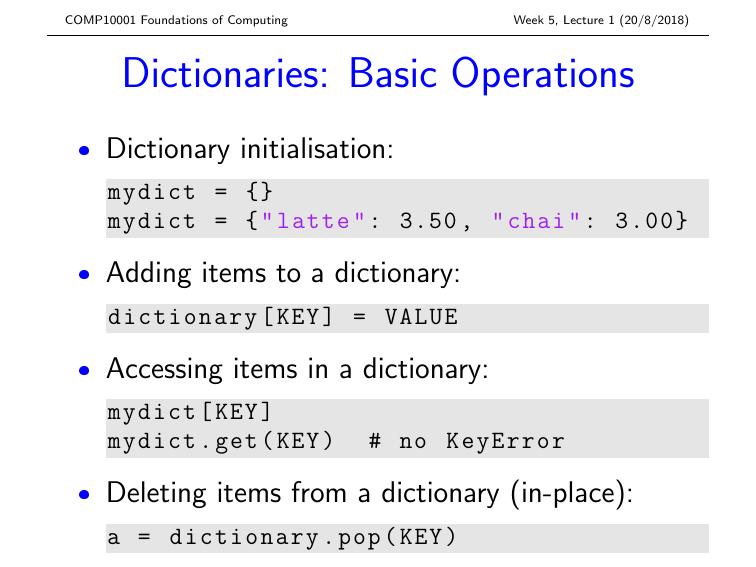 COMP10001 Foundations of Computing Week 5, Lecture 1 (20/8/2018)
Dictionaries: Basic Operations
• Dictionary initialisation:
mydict = {}
mydict = {"latte": 3.50, "chai": 3.00}
• Adding items to a dictionary:
dictionary[KEY] = VALUE
• Accessing items in a dictionary:
mydict[KEY]
mydict.get(KEY)  # no KeyError
• Deleting items from a dictionary (in-place):
a = dictionary.pop(KEY)